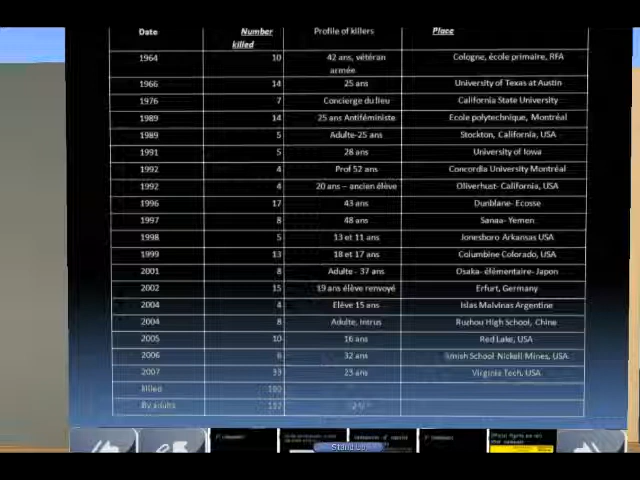 Date Number killed Profile of killers Place
1964 10 42 ans, vétéran armée Cologne, école primaire, RFA
1966 14 25 ans University of Texas at Austin
1976 7 Concierge du lieu California State University
1989 14 25 ans Antiféministe Ecole polytechnique, Montréal
1989 5 Adulte-25 ans Stockton, California, USA
1991 5 28 ans University of Iowa
1992 4 Prof 52 ans Concordia University Montréal
1992 4 20 ans – ancien élève Oliverhust- California, USA
1996 17 43 ans Dunblane- Ecosse
1997 8 48 ans Sanaa- Yemen
1998 5 13 et 11 ans Jonesboro Arkansas USA
1999 13 18 et 17 ans Columbine Colorado, USA
2001 8 Adulte - 37 ans Osaka- élémentaire- Japon
2002 15 19 ans élève renvoyé Erfurt, Germany
2004 4 Elève 15 ans Islas Malvinas Argentine
2004 8 Adulte, Intrus Ruzhou High School, Chine
2005 10 16 ans Red Lake, USA
2006 6 32 ans Amish School Nickell Mines, USA
2007 33 23 ans Virginia Tech, USA
Killed
By adults
Stand Up